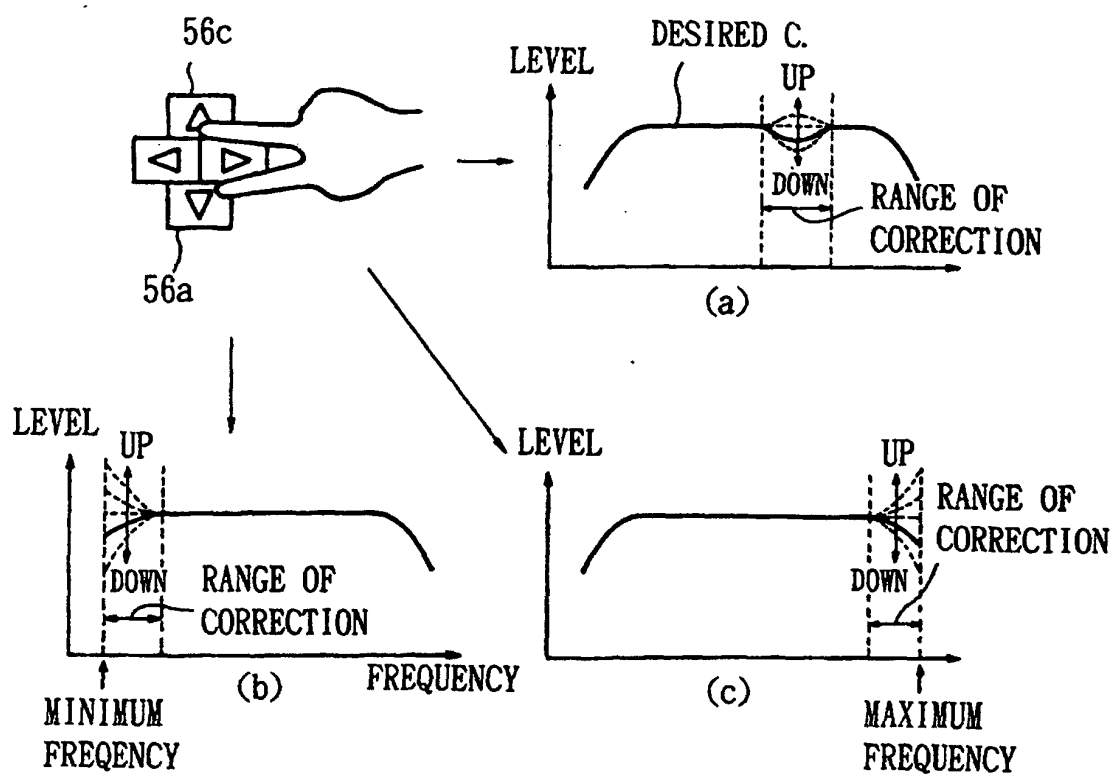 56c
56a
DESIRED C.
LEVEL
UP
DOWN
RANGE OF
CORRECTION
(a)
LEVEL
UP
DOWN
RANGE OF
CORRECTION
FREQUENCY
(b)
MINIMUM
FREQENCY
LEVEL
UP
DOWN
RANGE OF
CORRECTION
(c)
MAXIMUM
FREQUENCY